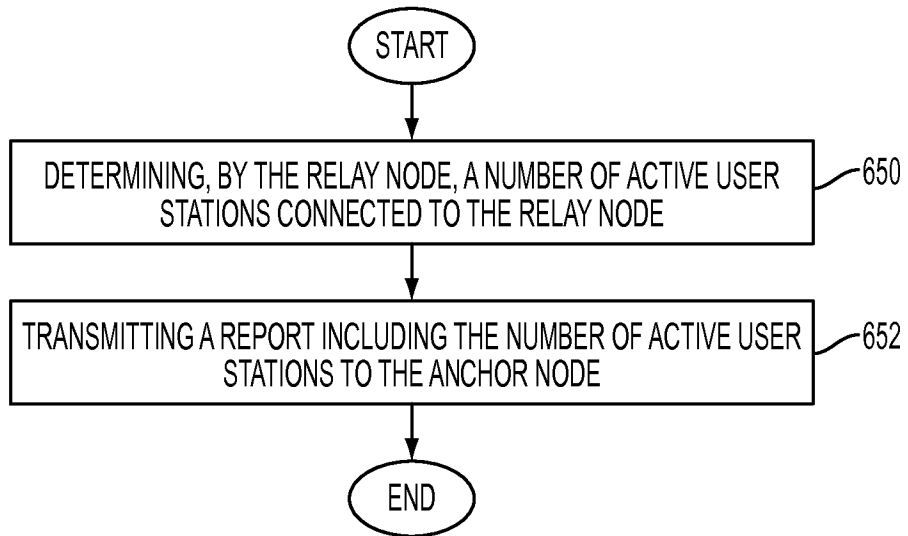 START
DETERMINING, BY THE RELAY NODE, A NUMBER OF ACTIVE USER
STATIONS CONNECTED TO THE RELAY NODE
650
TRANSMITTING A REPORT INCLUDING THE NUMBER OF ACTIVE USER
STATIONS TO THE ANCHOR NODE
652
END